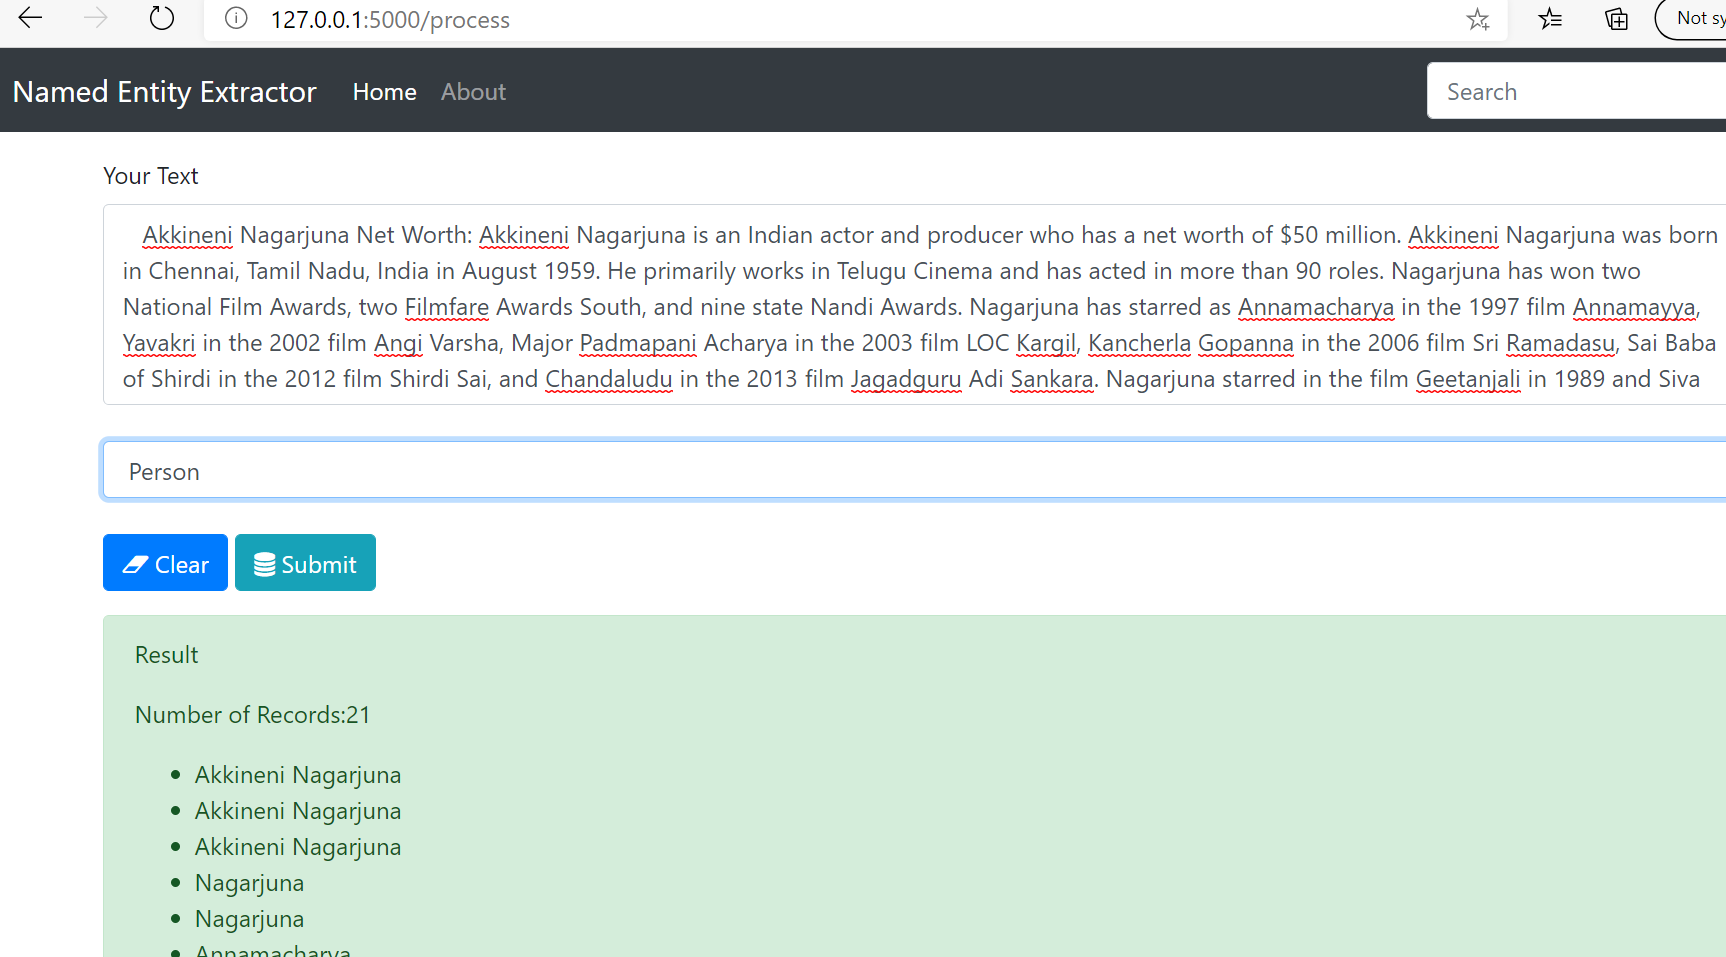 127.0.0.1:5000/process
Not sy
Named Entity Extractor Home About Search
Your Text
Akkineni Nagarjuna Net Worth: Akkineni Nagarjuna is an Indian actor and producer who has a net worth of $50 million. Akkineni Nagarjuna was born
in Chennai, Tamil Nadu, India in August 1959. He primarily works in Telugu Cinema and has acted in more than 90 roles. Nagarjuna has won two
National Film Awards, two Filmfare Awards South, and nine state Nandi Awards. Nagarjuna has starred as Annamacharya in the 1997 film Annamayya,
Yavakri in the 2002 film Angi Varsha, Major Padmapani Acharya in the 2003 film LOC Kargil, Kancherla Gopanna in the 2006 film Sri Ramadasu, Sai Baba
of Shirdi in the 2012 film Shirdi Sai, and Chandaludu in the 2013 film Jagadguru Adi Sankara. Nagarjuna starred in the film Geetanjali in 1989 and Siva
Person
Clear Submit
Result
Number of Records:21
Akkineni Nagarjuna
Akkineni Nagarjuna
Akkineni Nagarjuna
Nagarjuna
Nagarjuna
Annamacharya